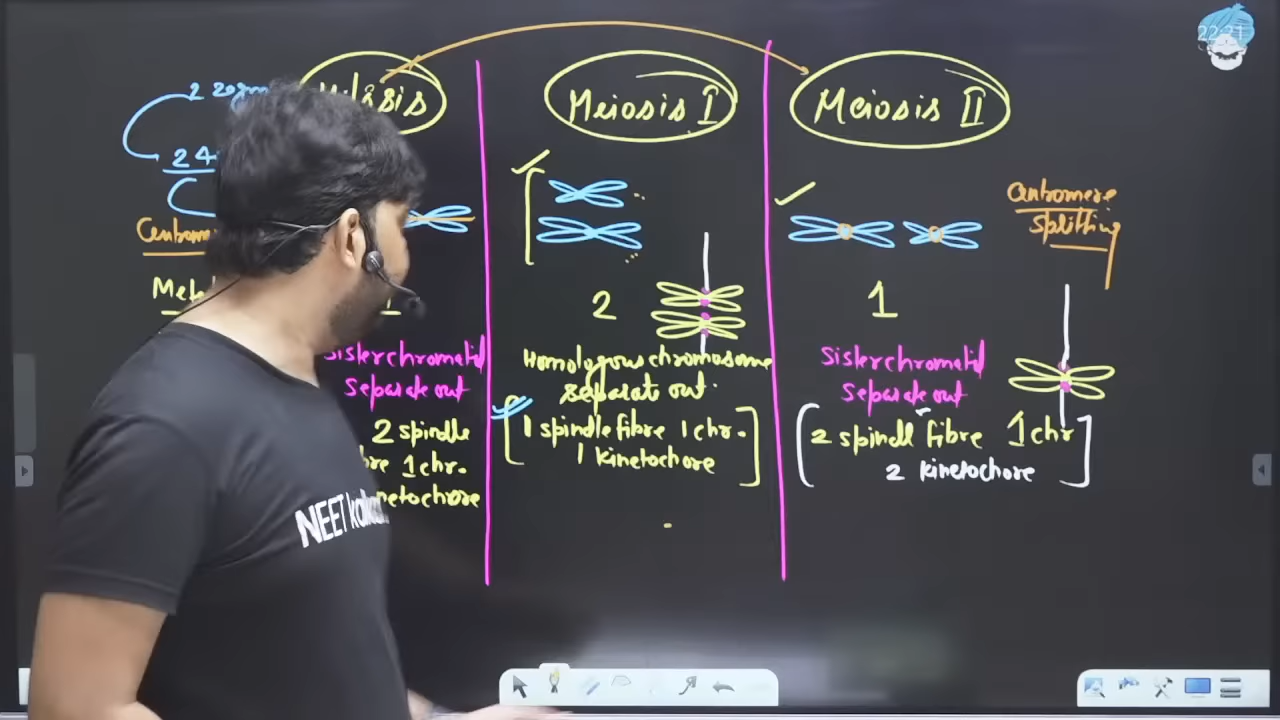 Meiosis I
Meiosis II
Centromere
Splitting
2
1
Sister chromatid
Separate out
2 spindle
1 chr.
Homologous chromosome
Separate out.
1 spindle fibre 1 chr.
1 kinetochore
Sister chromatid
Separate out
2 spindle fibre 1 chr
2 kinetochore
NEET
22:21